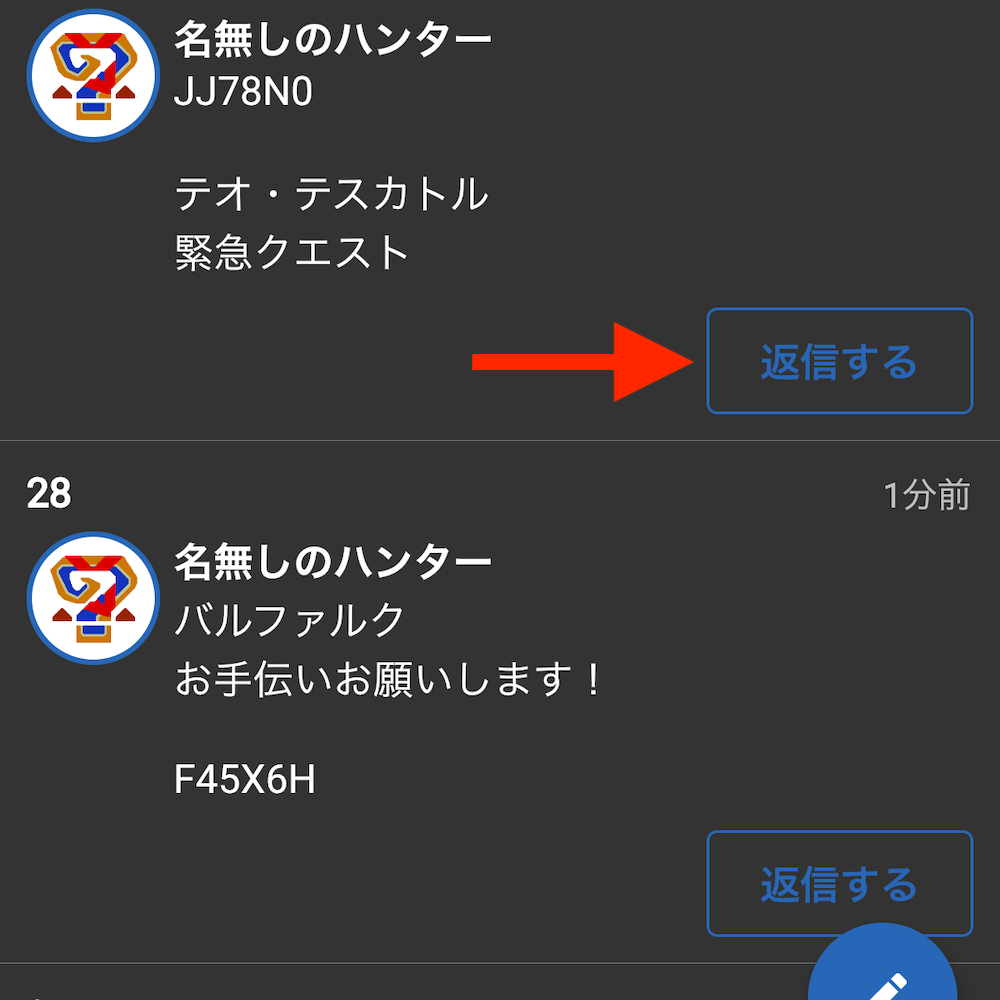 名無しのハンター
JJ78N0
テオ・テスカトル
緊急クエスト
返信する
28
1分前
名無しのハンター
バルファルク
お手伝いお願いします！
F45X6H
返信する